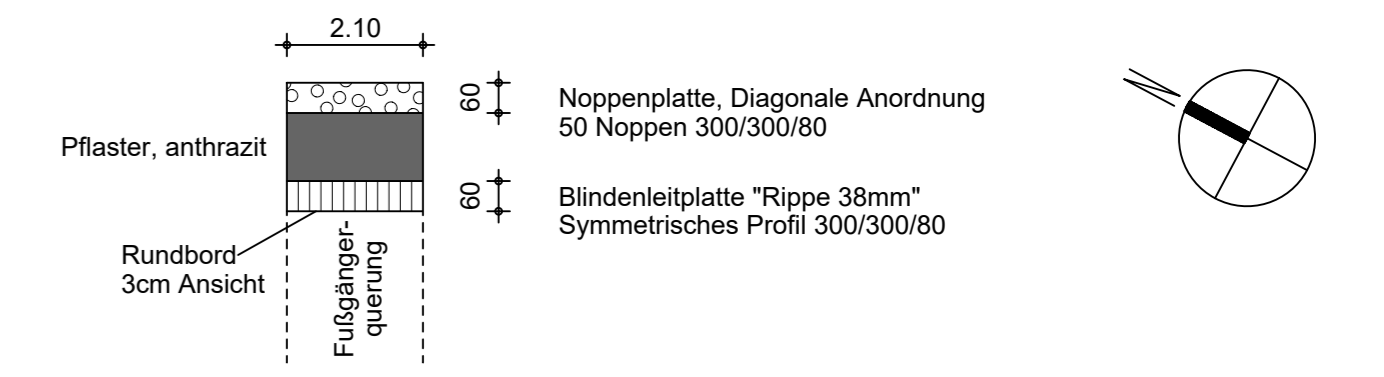 2.10
60
Noppenplatte, Diagonale Anordnung
50 Noppen 300/300/80
Pflaster, anthrazit
60
Blindenleitplatte "Rippe 38mm"
Symmetrisches Profil 300/300/80
Rundbord
3cm Ansicht
Fußgänger-
querung
N